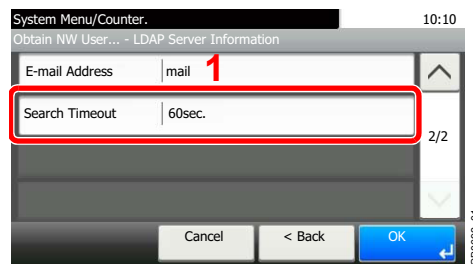 System Menu/Counter.
10:10
Obtain NW User... - LDAP Server Information
E-mail Address mail 1
Search Timeout 60sec.
2/2
Cancel < Back OK